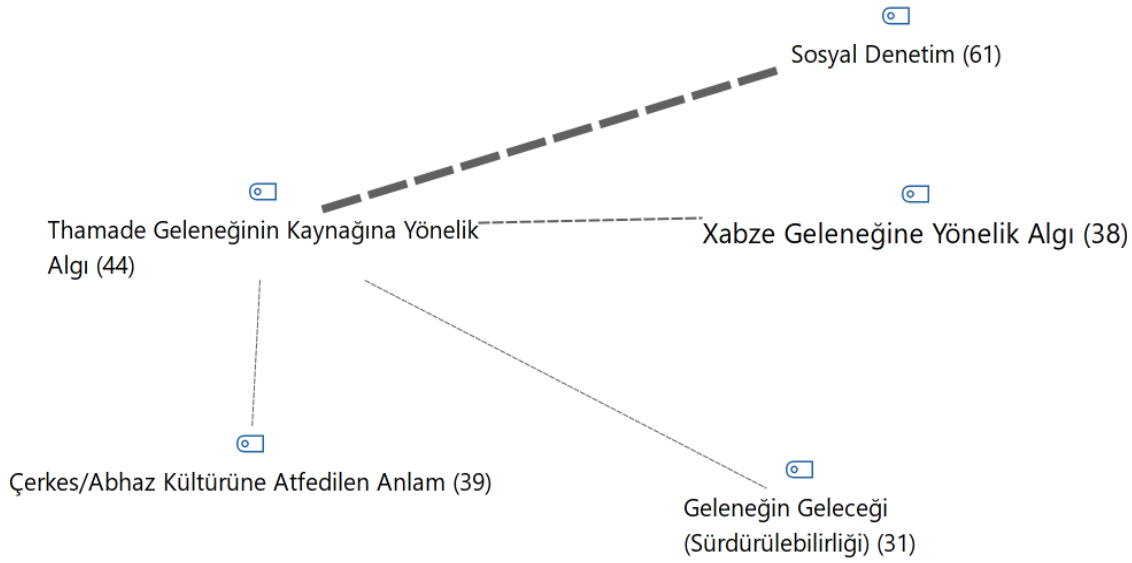 Sosyal Denetim (61)
Thamade Geleneğinin Kaynağına Yönelik
Algı (44)
Xabze Geleneğine Yönelik Algı (38)
Çerkes/Abhaz Kültürüne Atfedilen Anlam (39)
Geleneğin Geleceği
(Sürdürülebilirliği) (31)